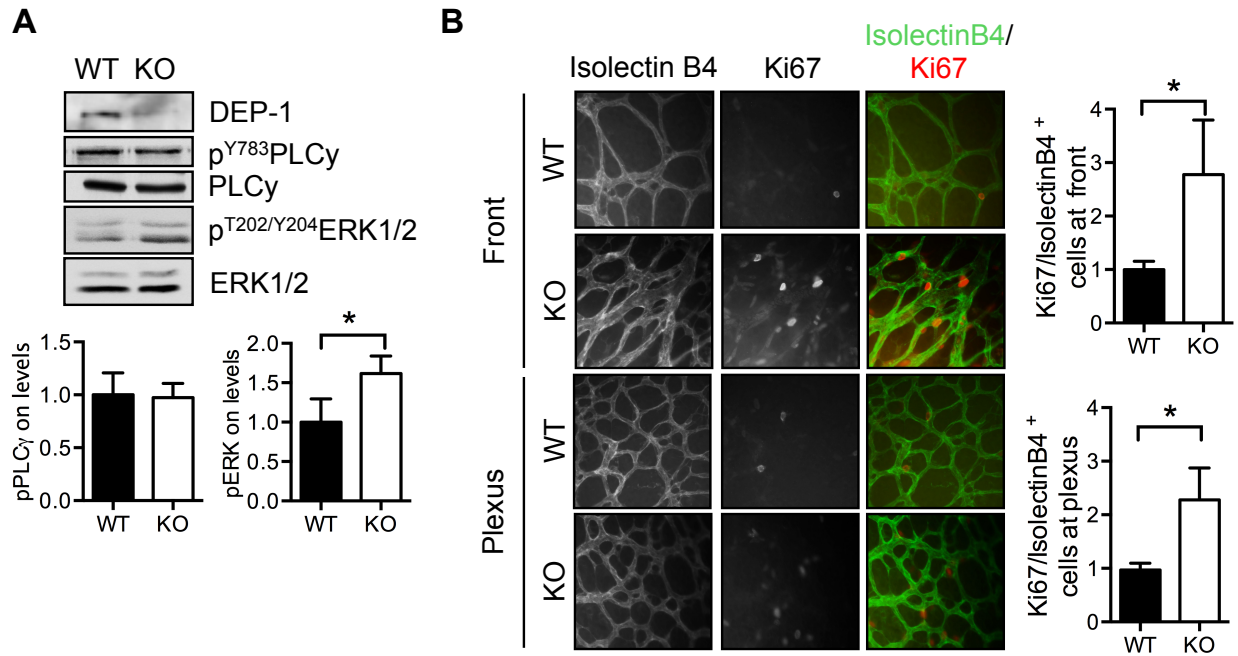 A
WT KO
DEP-1
pY783PLCy
PLCy
pT202/Y204ERK1/2
ERK1/2
pPLCγ on levels
1.5
1.0
0.5
0.0
WT KO
pERK on levels
2.0
1.5
1.0
0.5
0.0
*
WT KO
B
Isolectin B4
Ki67
IsolectinB4/
Ki67
Front
WT
KO
Plexus
WT
KO
Ki67/IsolectinB4 +
cells at front
4
3
2
1
0
*
WT KO
Ki67/IsolectinB4 +
cells at plexus
4
3
2
1
0
*
WT KO